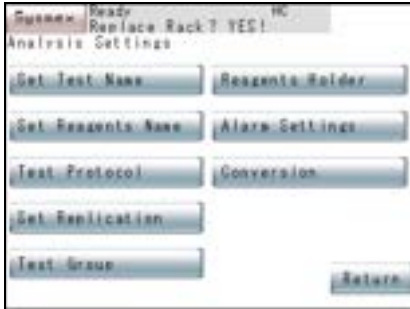 Sysmex Ready HC
Replace Rack? YES!
Analysis Settings
Set Test Name
Reagents Holder
Set Reagents Name
Alarm Settings
Test Protocol
Conversion
Set Replication
Test Group
Return